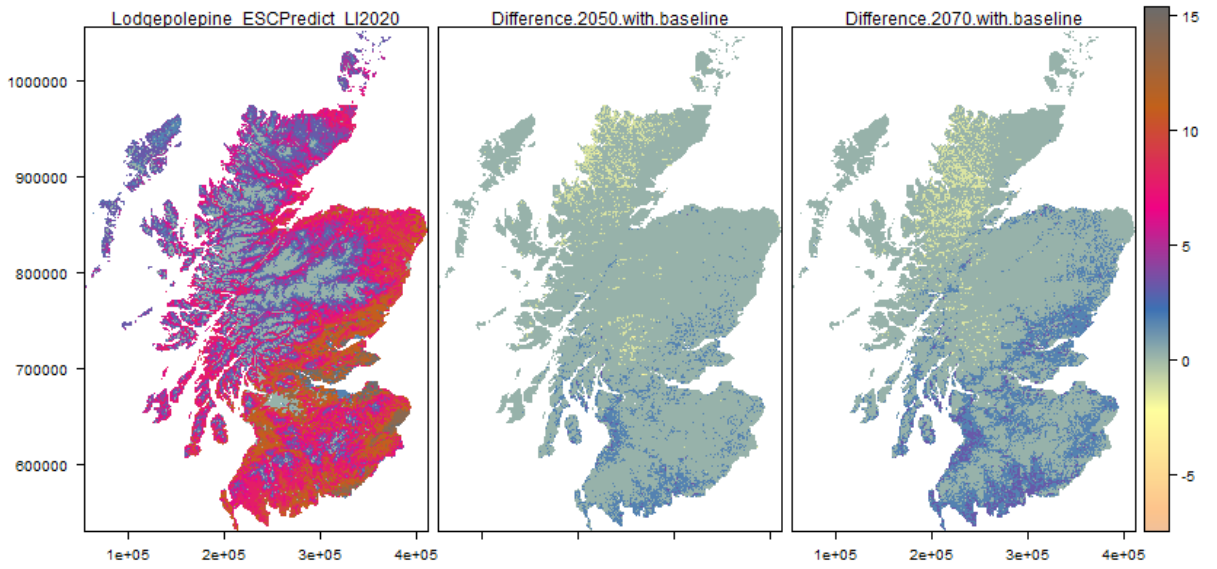 Lodgepolepine_ESCPredict_LI2020
Difference.2050.with.baseline
Difference.2070.with.baseline
1000000
900000
800000
700000
600000
1e+05 2e+05 3e+05 4e+05
1e+05 2e+05 3e+05 4e+05
15
10
5
0
-5